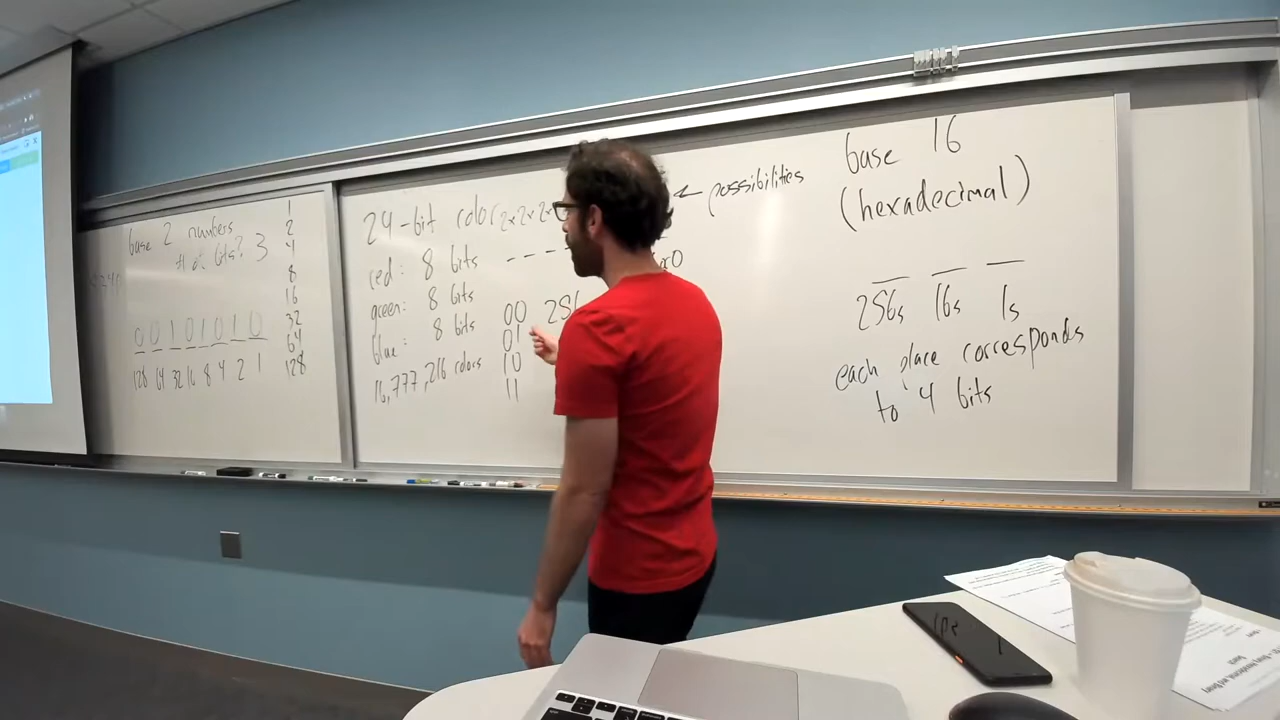 base 2 numbers
# of bits? 3
1
2
4
8
16
32
64
128
0 0 1 0 1 0 1 0
128 64 32 16 8 4 2 1
24-bit color
2x2x2x
← possibilities
red: 8 bits
green: 8 bits
blue: 8 bits
16,777,216 colors
00
01
10
11
base 16
(hexadecimal)
256s 16s 1s
each place corresponds
to 4 bits